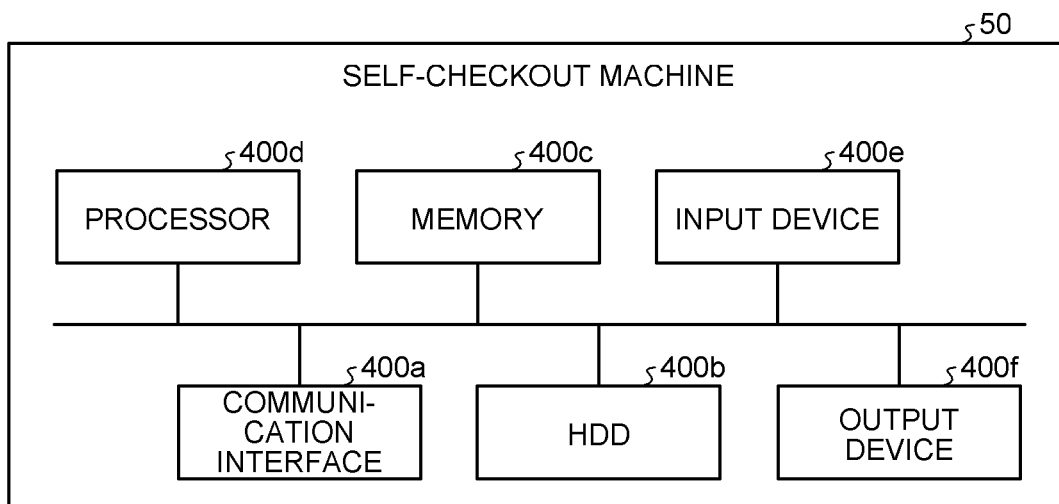 50
SELF-CHECKOUT MACHINE
400d
400c
400e
PROCESSOR
MEMORY
INPUT DEVICE
400a
400b
400f
COMMUNI-
CATION
INTERFACE
HDD
OUTPUT
DEVICE